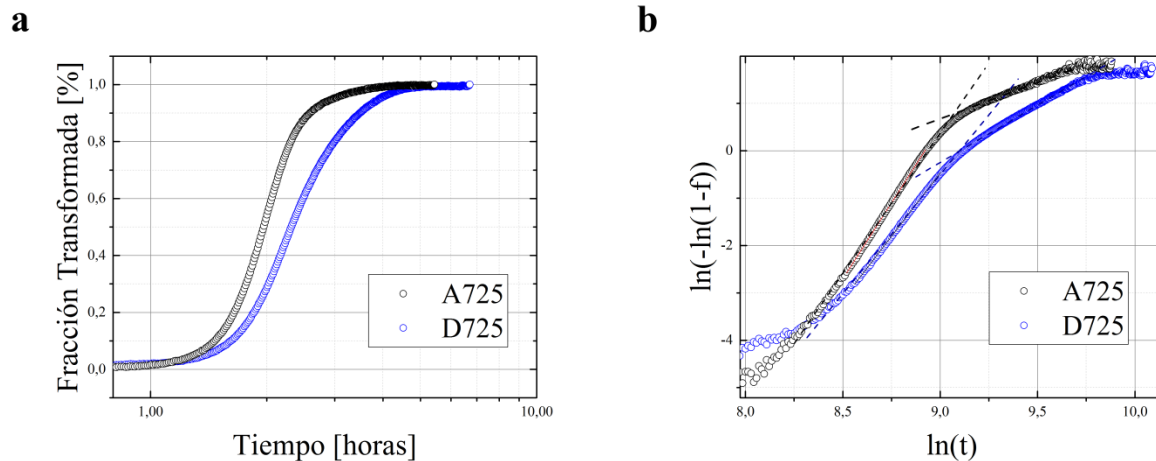 a
Fracción Transformada [%]
1,0
0,8
0,6
0,4
0,2
0,0
A725
D725
1,00
10,00
Tiempo [horas]
b
ln(-ln(1-f))
0
-2
-4
A725
D725
8,0
8,5
9,0
9,5
10,0
ln(t)